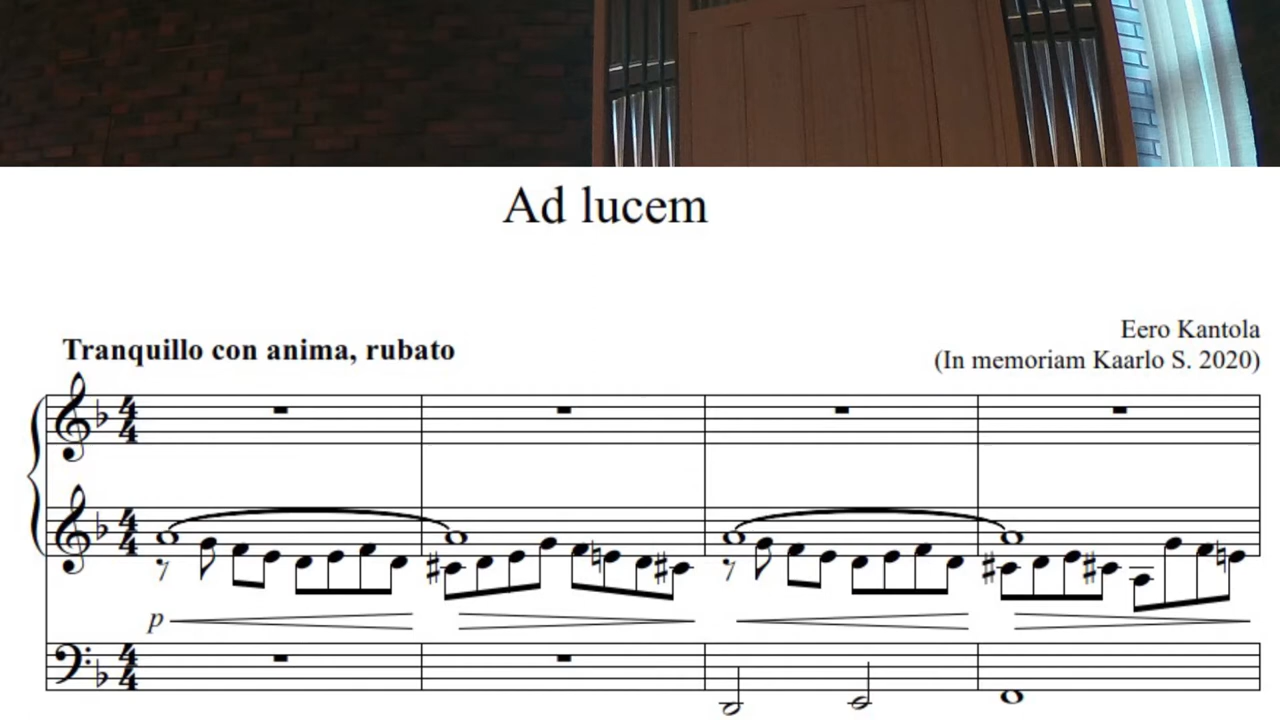 Ad lucem
Eero Kantola
Tranquillo con anima, rubato
(In memoriam Kaarlo S. 2020)
p